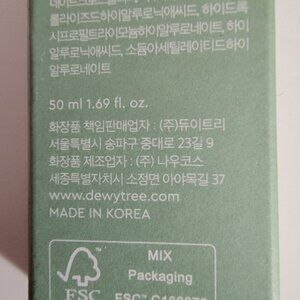 롤라이즈드하이알루로닉애씨드, 하이드록
시프로필트라이모늄하이알루로네이트, 하이
알루로닉애씨드, 소듐아세틸레이티드하이
알루로네이트
50 ml 1.69 fl. oz.
화장품 책임판매업자 : (주)듀이트리
서울특별시 송파구 중대로 23길 9
화장품 제조업자 : (주) 나우코스
세종특별자치시 소정면 아야목길 37
www.dewytree.com
MADE IN KOREA
MIX
Packaging
FSC